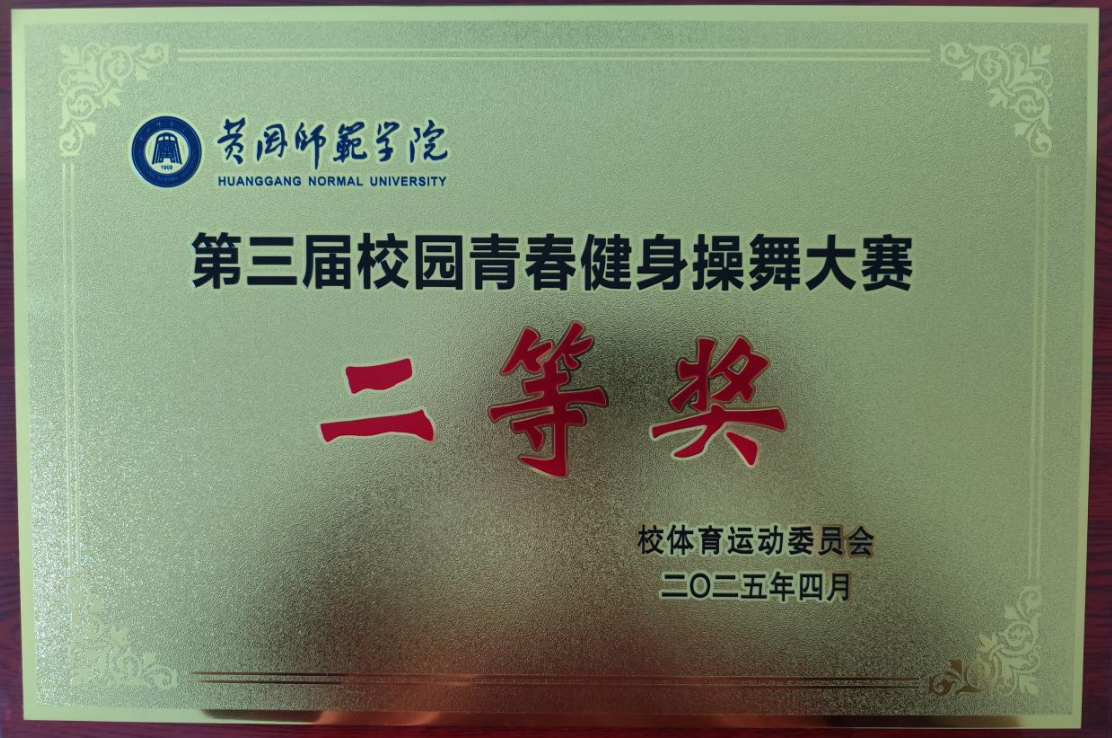 黄冈师范学院
HUANGGANG NORMAL UNIVERSITY
1905
第三届校园青春健身操舞大赛
二等奖
校体育运动委员会
二〇二五年四月